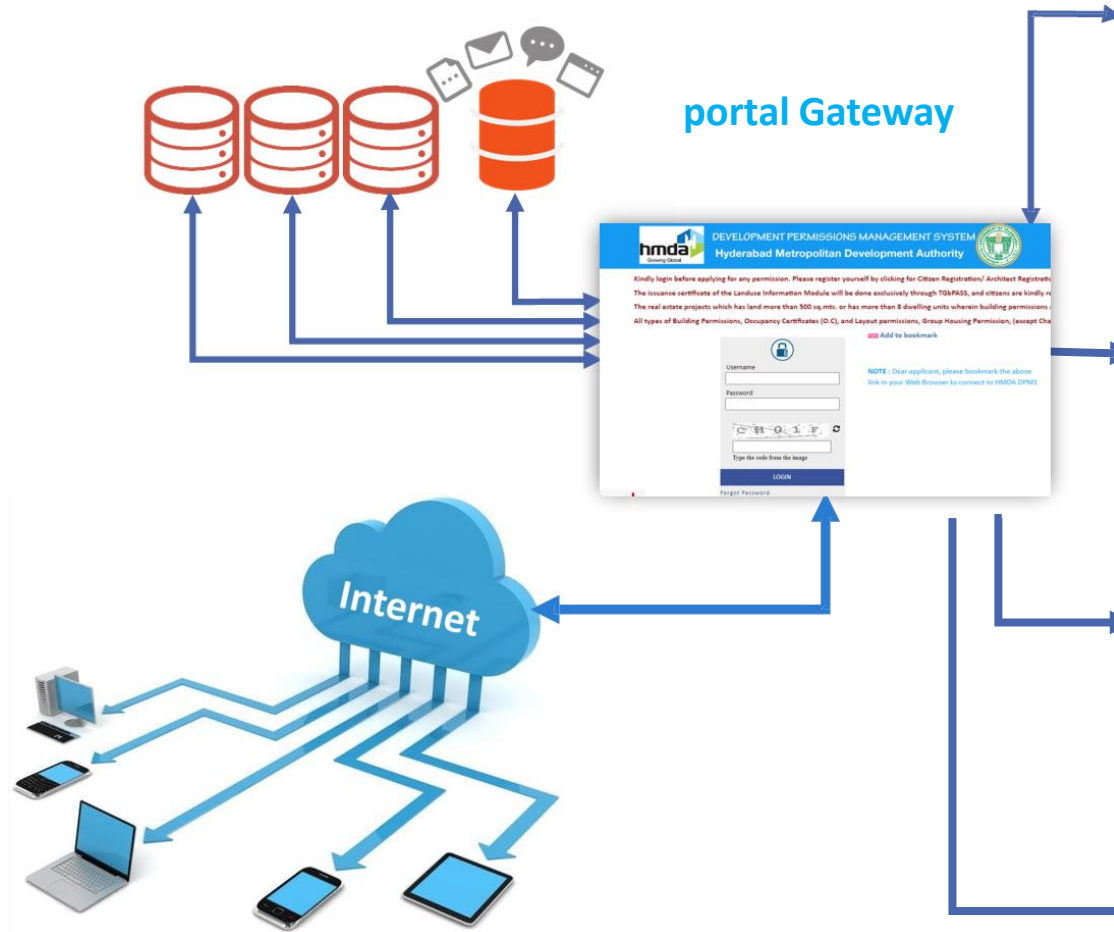 portal Gateway
hmda
Growing Global
DEVELOPMENT PERMISSIONS MANAGEMENT SYSTEM
Hyderabad Metropolitan Development Authority
Kindly login before applying for any permission. Please register yourself by clicking for Citizen Registration/ Architect Registratio
The issuance certificate of the Landuse Information Module will be done exclusively through TGbPASS, and citizens are kindly re
The real estate projects which has land more than 500 sq.mts. or has more than 8 dwelling units wherein building permissions a
All types of Building Permissions, Occupancy Certificates (O.C), and Layout permissions, Group Housing Permission, (except Cha
Add to bookmark
Username
NOTE : Dear applicant, please bookmark the above
link in your Web Browser to connect to HMDA DPMS
Password
C R O 1 F
Type the code from the image
LOGIN
Forgot Password
Internet